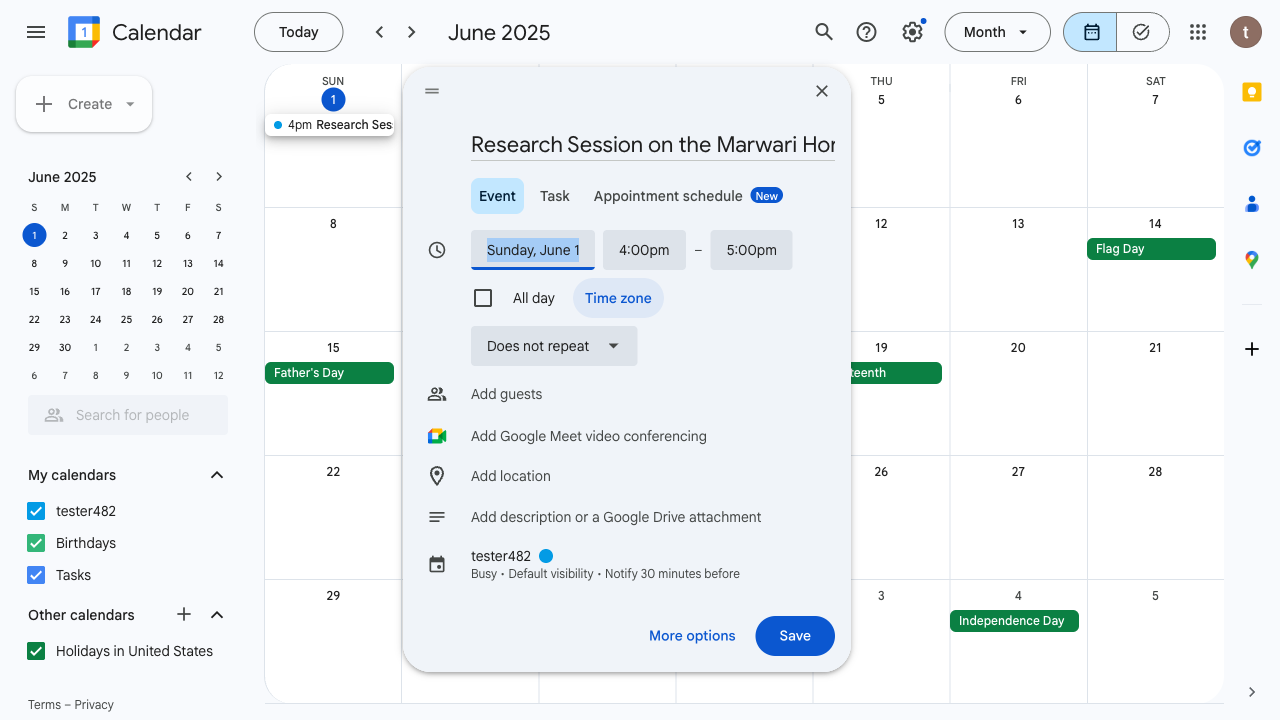 Calendar
Today
June 2025
Month
t
Create
June 2025
S M T W T F S
1 2 3 4 5 6 7
8 9 10 11 12 13 14
15 16 17 18 19 20 21
22 23 24 25 26 27 28
29 30 1 2 3 4 5
6 7 8 9 10 11 12
Search for people
My calendars
tester482
Birthdays
Tasks
Other calendars
Holidays in United States
Terms – Privacy
SUN THU FRI SAT
1 5 6 7
4pm Research Ses
8 12 13 14
Flag Day
15 19 20 21
Father's Day
teenth
22 26 27 28
29 3 4 5
Independence Day
Research Session on the Marwari Hor
Event Task Appointment schedule New
Sunday, June 1 4:00pm – 5:00pm
All day Time zone
Does not repeat
Add guests
Add Google Meet video conferencing
Add location
Add description or a Google Drive attachment
tester482
Busy • Default visibility • Notify 30 minutes before
More options Save